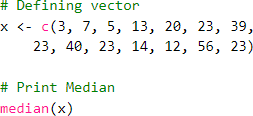 # Defining vector
x <- c(3, 7, 5, 13, 20, 23, 39,
23, 40, 23, 14, 12, 56, 23)
# Print Median
median(x)